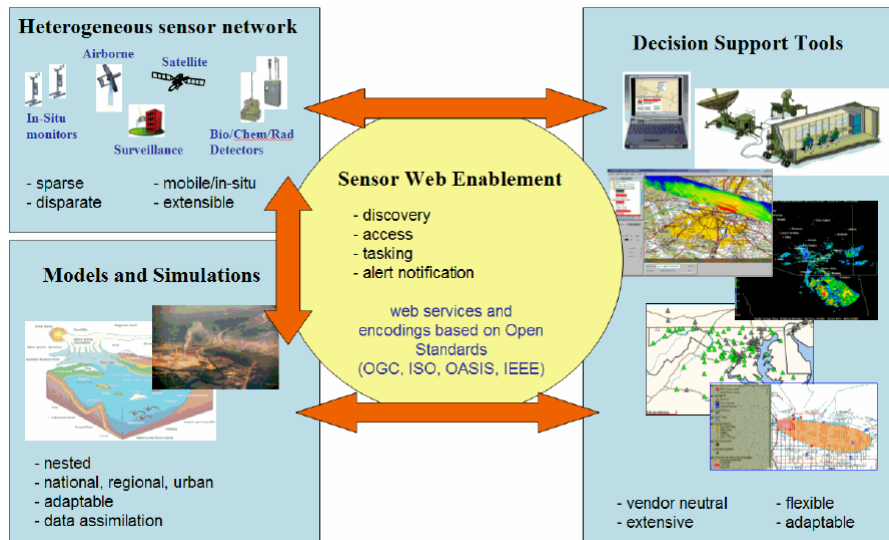 Heterogeneous sensor network
Airborne
Satellite
In-Situ
monitors
Surveillance
Bio/Chem/Rad
Detectors
- sparse
- disparate
- mobile/in-situ
- extensible
Models and Simulations
- nested
- national, regional, urban
- adaptable
- data assimilation
Sensor Web Enablement
- discovery
- access
- tasking
- alert notification
web services and
encodings based on Open
Standards
(OGC, ISO, OASIS, IEEE)
Decision Support Tools
- vendor neutral
- extensive
- flexible
- adaptable